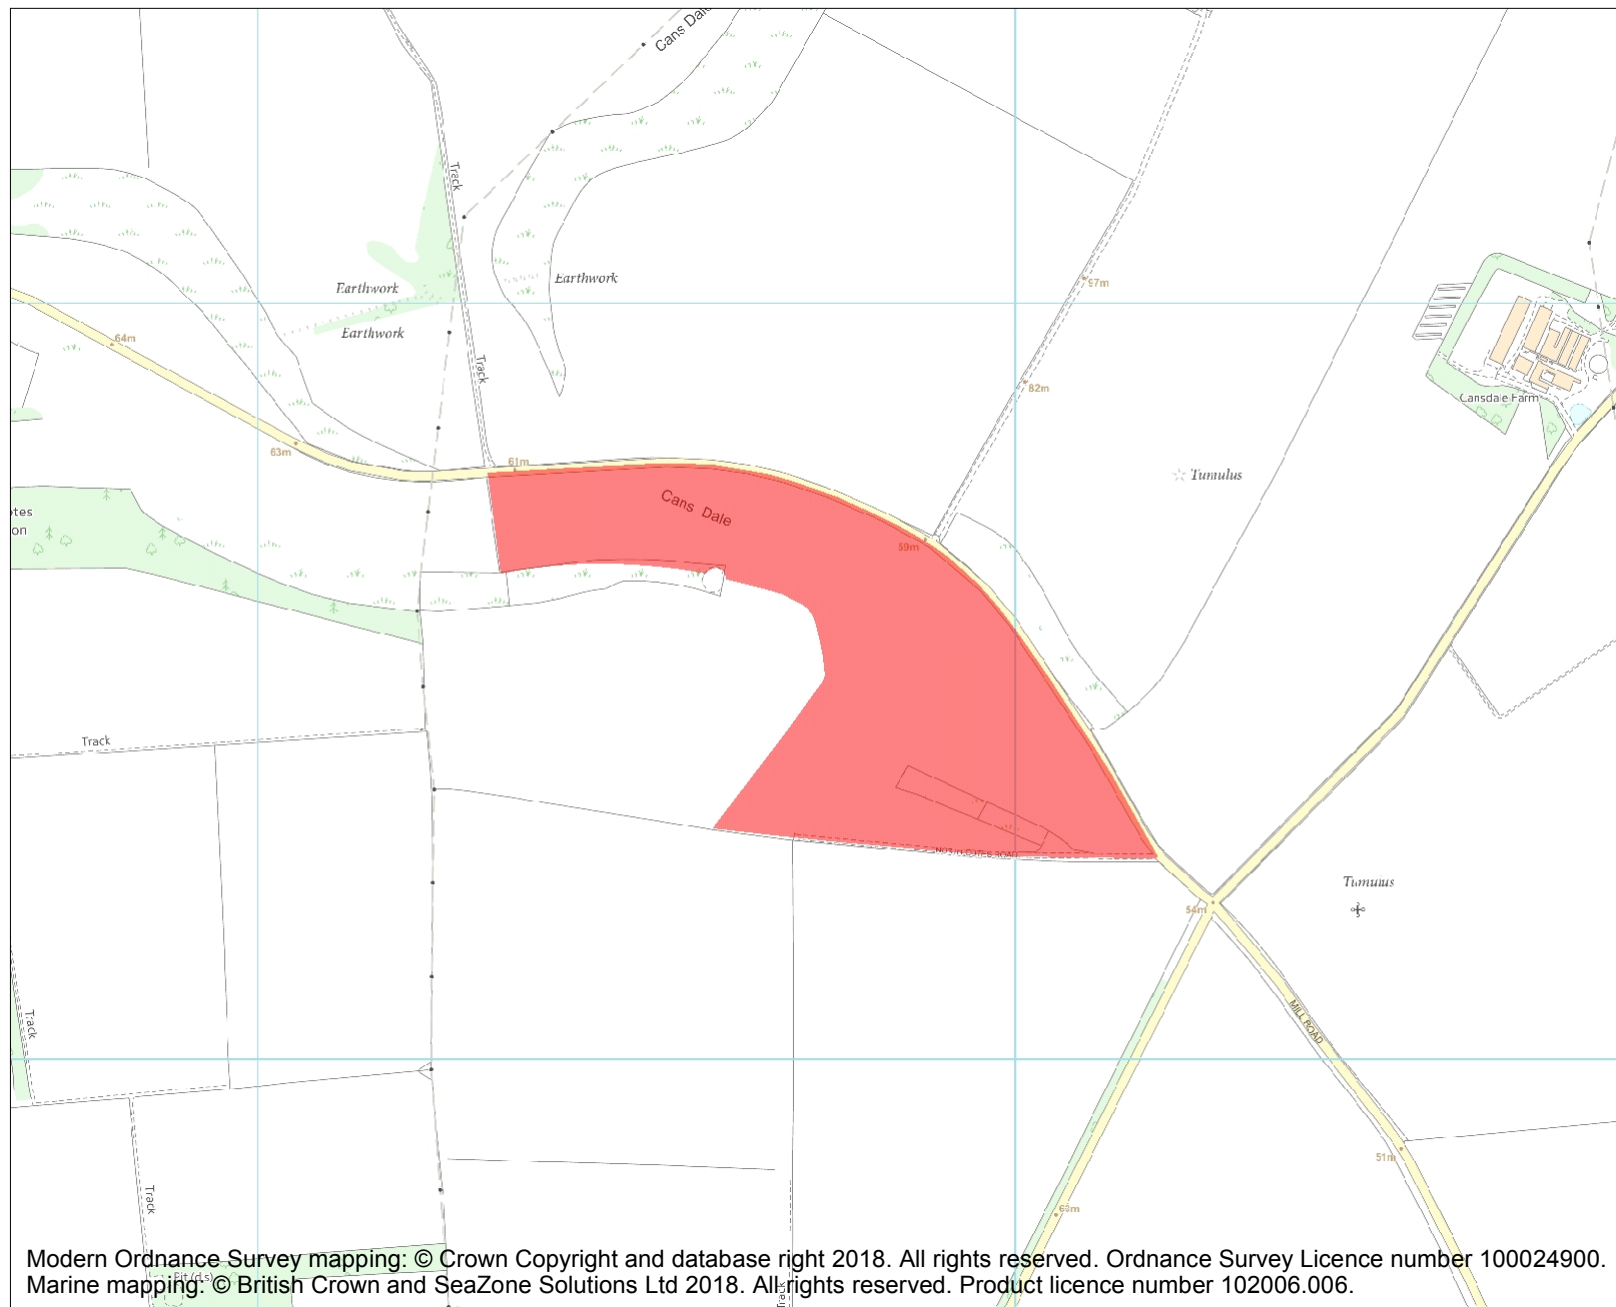 Cans Dale
Track
Earthwork
Earthwork
Earthwork
97m
64m
Track
82m
Cansdale Farm
63m
61m
Tumulus
Cans Dale
59m
Track
Tumulus
54m
Track
MILL ROAD
51m
Track
63m
Pit (dis)
Modern Ordnance Survey mapping: © Crown Copyright and database right 2018. All rights reserved. Ordnance Survey Licence number 100024900.
Marine mapping: © British Crown and SeaZone Solutions Ltd 2018. All rights reserved. Product licence number 102006.006.